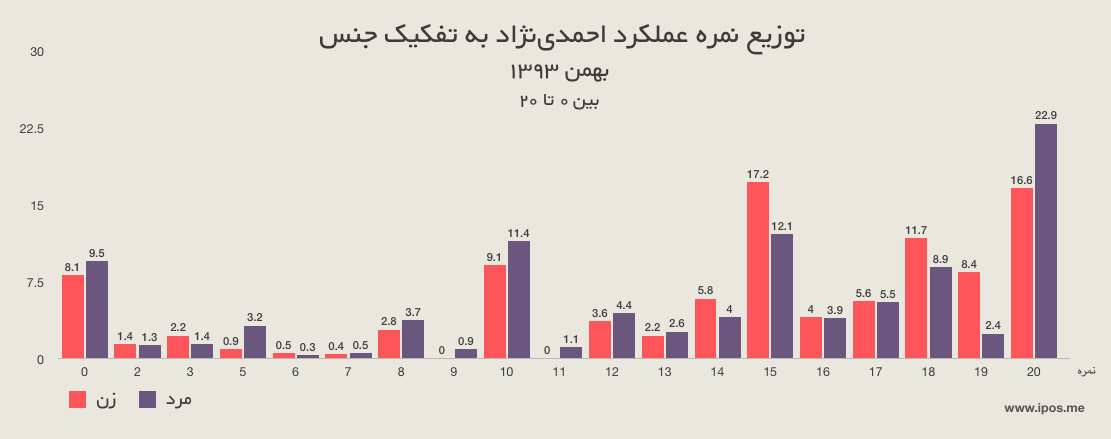 توزیع نمره عملکرد احمدی‌نژاد به تفکیک جنس
بهمن ۱۳۹۳
بین ۰ تا ۲۰
30
22.5
15
7.5
0
8.1 9.5 1.4 1.3 2.2 1.4 0.9 3.2 0.5 0.3 0.4 0.5 2.8 3.7 0 0.9 9.1 11.4 0 1.1 3.6 4.4 2.2 2.6 5.8 4 17.2 12.1 4 3.9 5.6 5.5 11.7 8.9 8.4 2.4 16.6 22.9
0 2 3 5 6 7 8 9 10 11 12 13 14 15 16 17 18 19 20 نمره
زن مرد
www.ipos.me